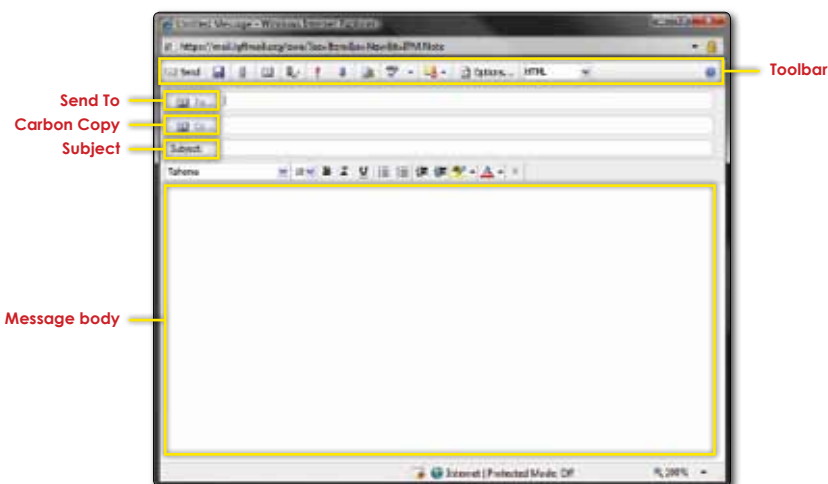 Untitled Message - Windows Internet Explorer
Send Options... HTML
Toolbar
Send To
To...
Carbon Copy
Cc...
Subject
Subject:
Tahoma 10 B I U
Message body
Internet | Protected Mode: Off 100%